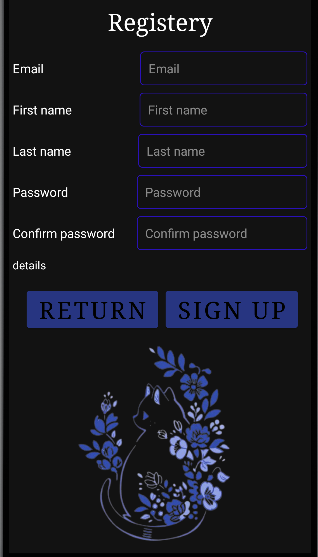 Registery
Email Email
First name First name
Last name Last name
Password Password
Confirm password Confirm password
details
RETURN SIGN UP